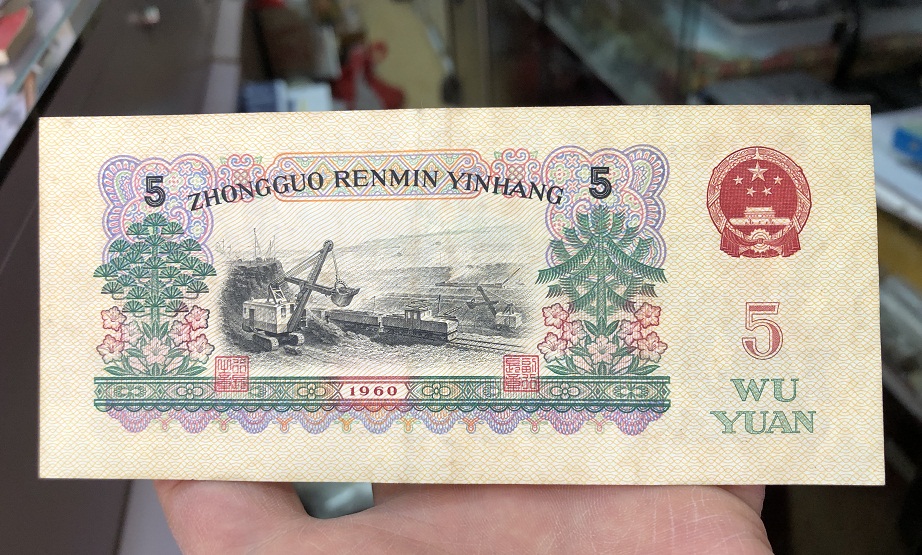 5 ZHONGGUO RENMIN YINHANG 5
1960
5
WU
YUAN